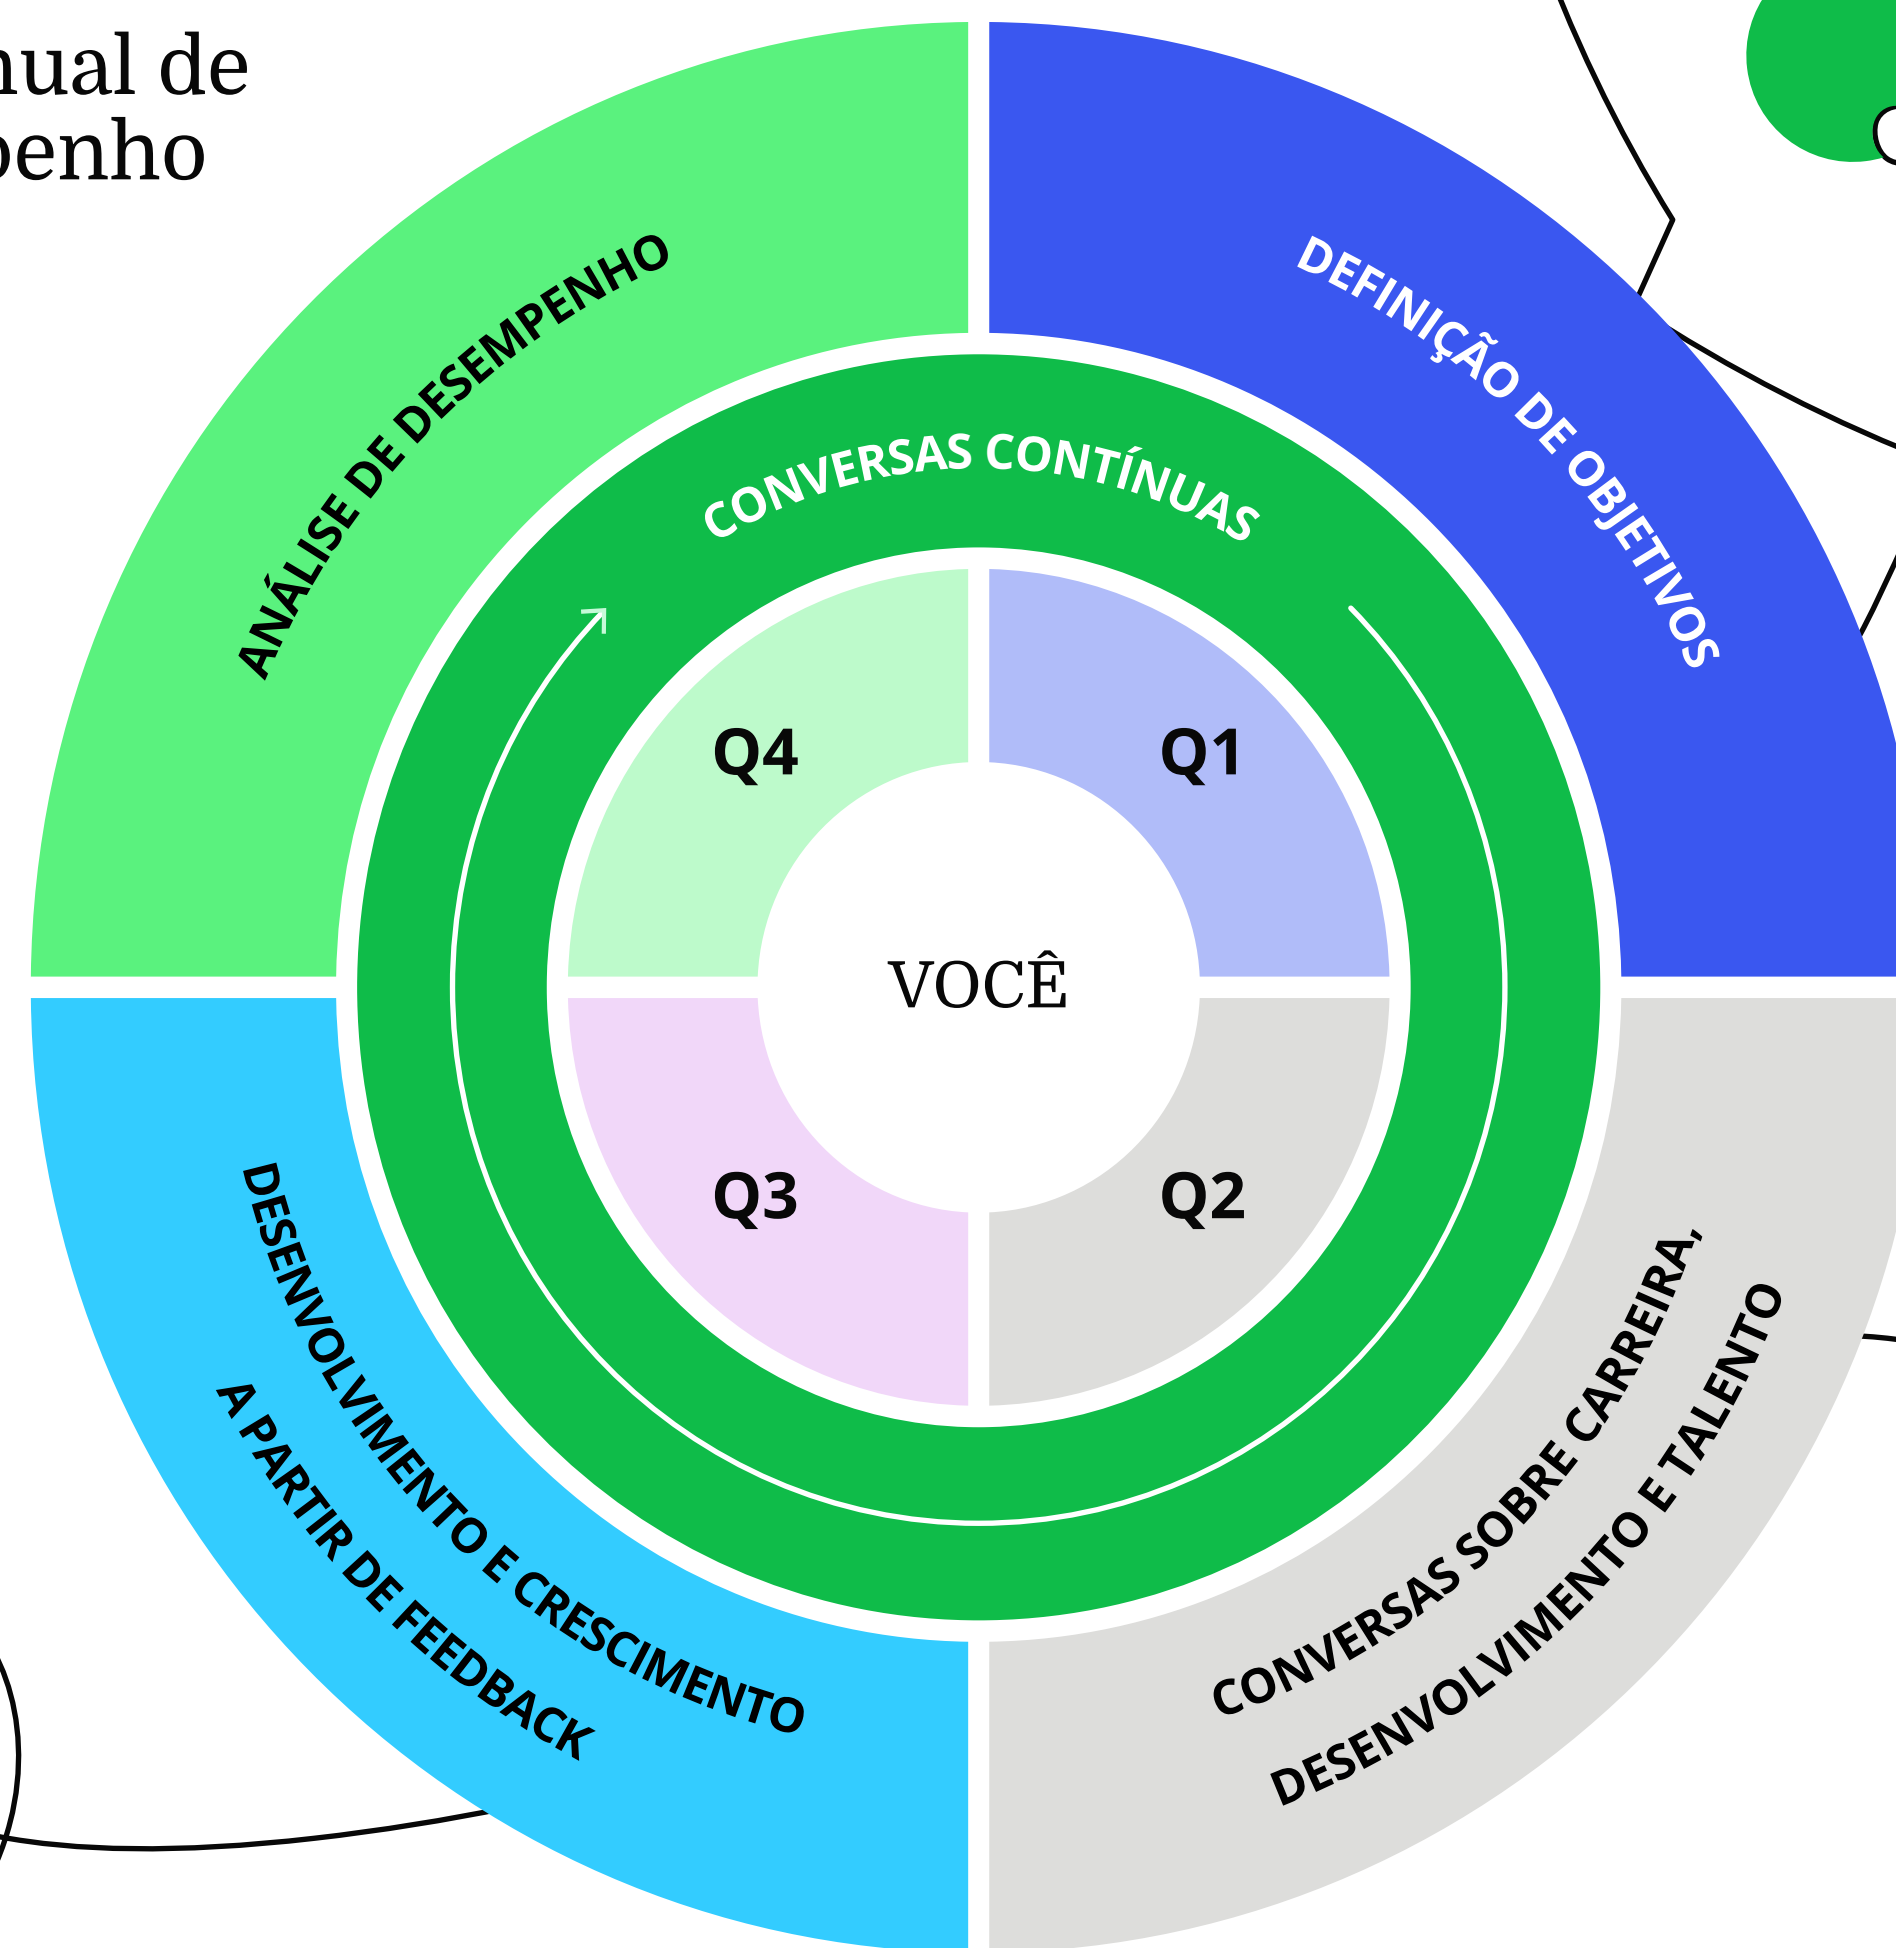 nual de
penho
ANÁLISE DE DESEMPENHO
DEFINIÇÃO DE OBJETIVOS
CONVERSAS CONTÍNUAS
Q4
Q1
VOCÊ
Q3
Q2
DESENVOLVIMENTO E CRESCIMENTO
A PARTIR DE FEEDBACK
CONVERSAS SOBRE CARREIRA,
DESENVOLVIMENTO E TALENTO